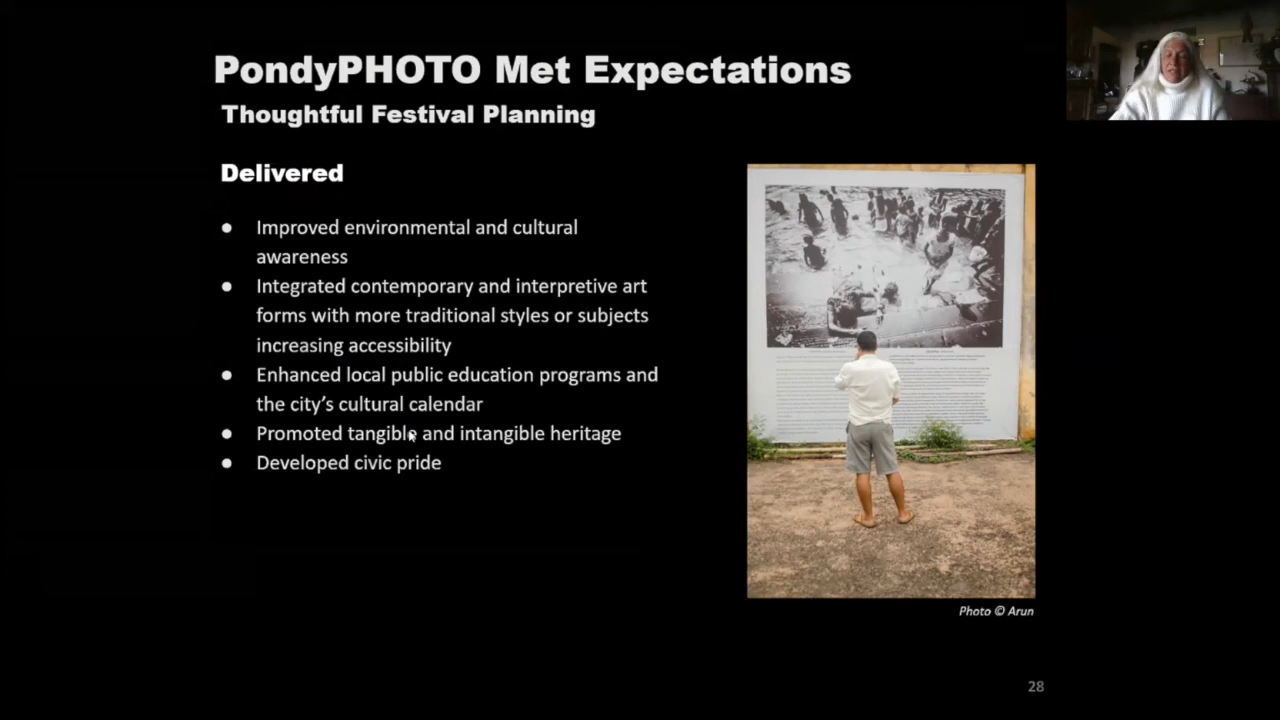 PondyPHOTO Met Expectations
Thoughtful Festival Planning
Delivered
● Improved environmental and cultural
awareness
● Integrated contemporary and interpretive art
forms with more traditional styles or subjects
increasing accessibility
● Enhanced local public education programs and
the city’s cultural calendar
● Promoted tangible and intangible heritage
● Developed civic pride
Photo © Arun
28